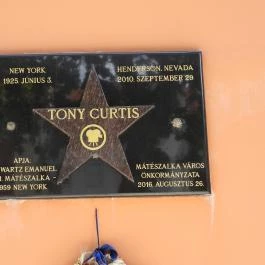 NEW YORK
1925. JÚNIUS 3.
HENDERSON, NEVADA
2010. SZEPTEMBER 29
TONY CURTIS
APJA:
WARTZ EMANUEL
MÁTÉSZALKA -
959 NEW YORK
MÁTÉSZALKA VÁROS
ÖNKORMÁNYZATA
2016. AUGUSZTUS 26.